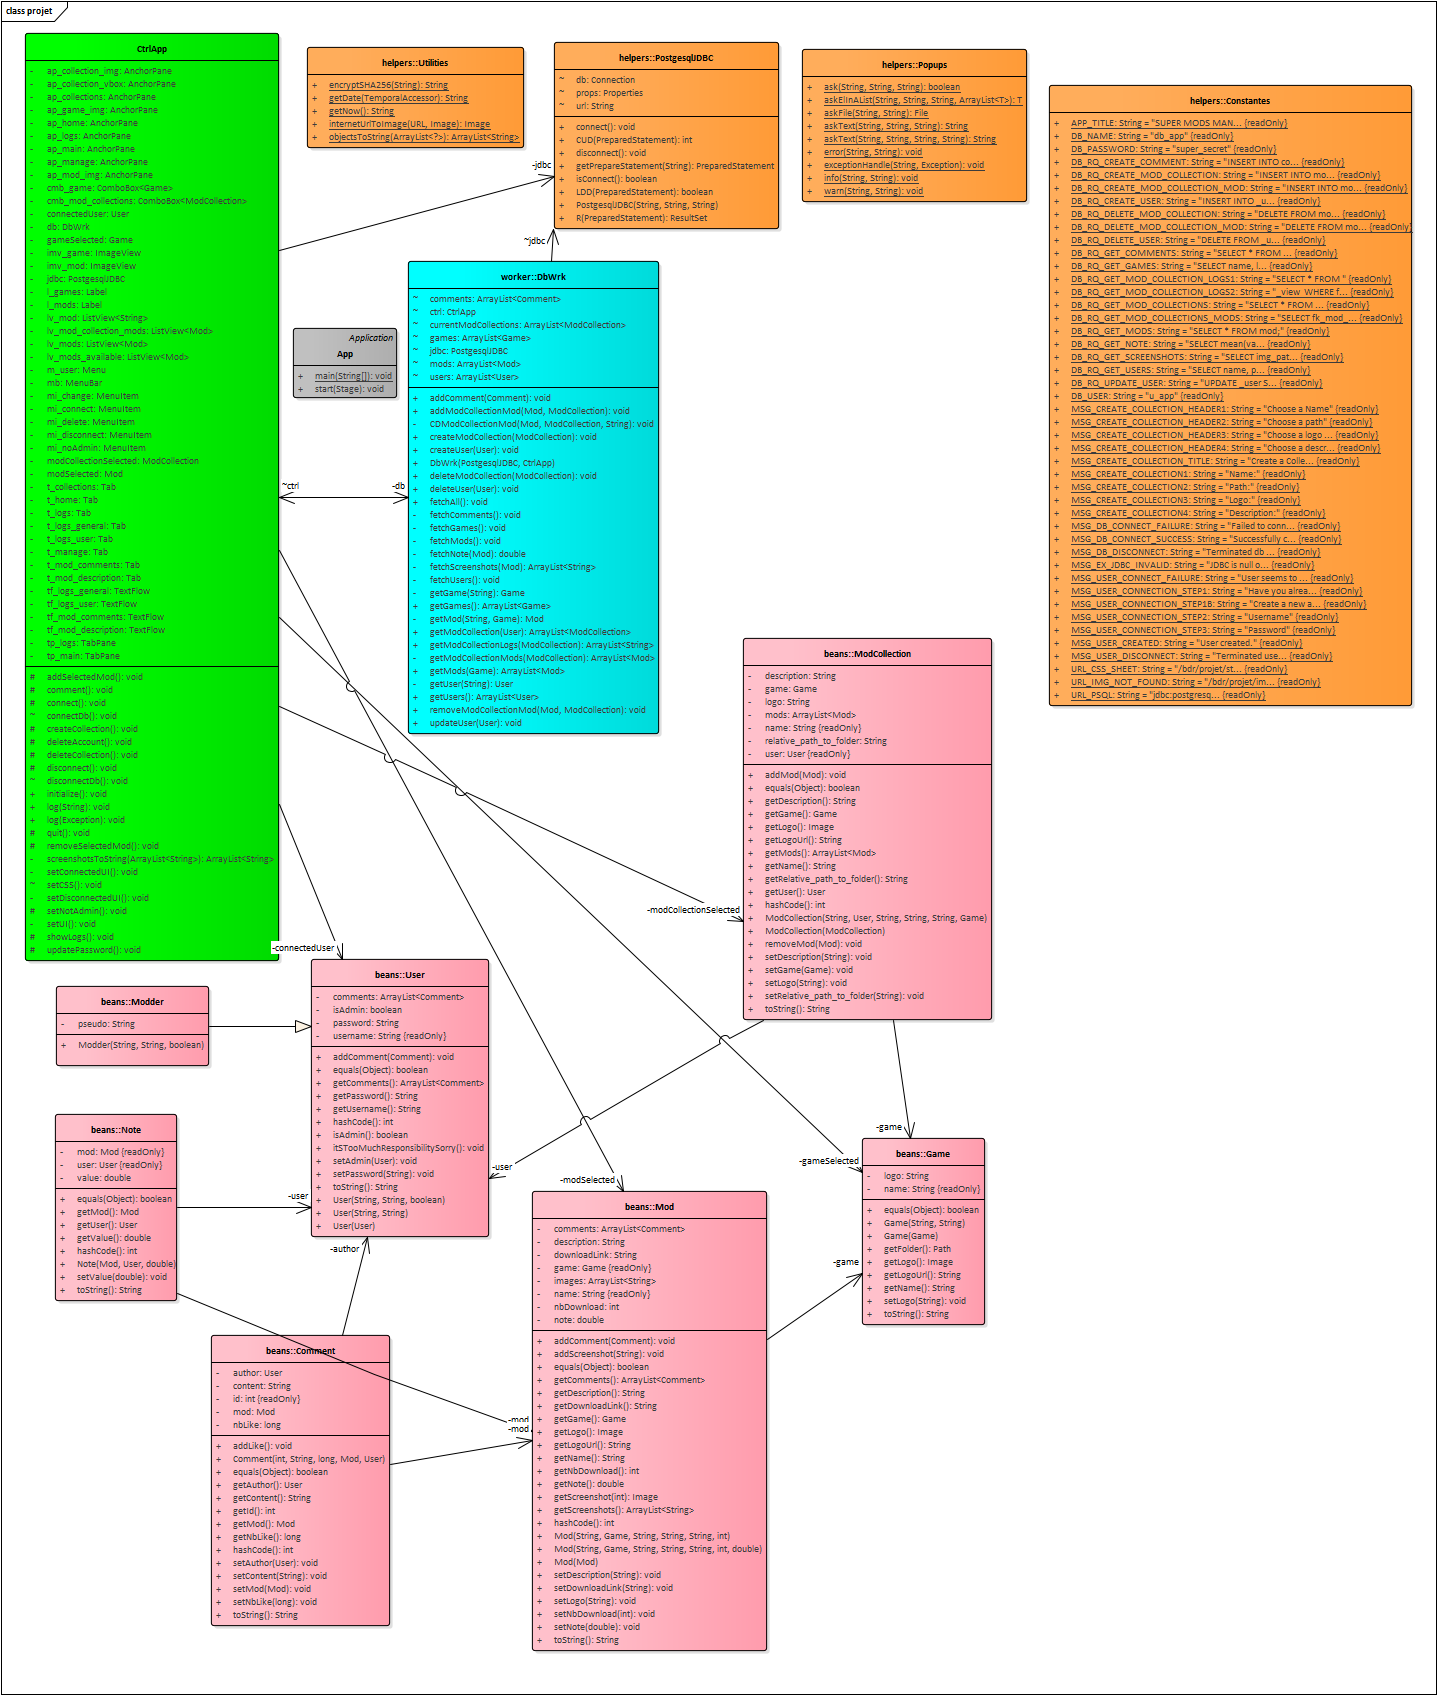 class projet
CtrlApp
- ap_collection_img: AnchorPane
- ap_collection_vbox: AnchorPane
- ap_collections: AnchorPane
- ap_game_img: AnchorPane
- ap_home: AnchorPane
- ap_logs: AnchorPane
- ap_main: AnchorPane
- ap_manage: AnchorPane
- ap_mod_img: AnchorPane
- cmb_game: ComboBox<Game>
- cmb_mod_collections: ComboBox<ModCollection>
- connectedUser: User
- db: DbWrk
- gameSelected: Game
- imv_game: ImageView
- imv_mod: ImageView
- jdbc: PostgesqlJDBC
- l_games: Label
- l_mods: Label
- lv_mod: ListView<String>
- lv_mod_collection_mods: ListView<Mod>
- lv_mods: ListView<Mod>
- lv_mods_available: ListView<Mod>
- m_user: Menu
- mb: MenuBar
- mi_change: MenuItem
- mi_connect: MenuItem
- mi_delete: MenuItem
- mi_disconnect: MenuItem
- mi_noAdmin: MenuItem
- modCollectionSelected: ModCollection
- modSelected: Mod
- t_collections: Tab
- t_home: Tab
- t_logs: Tab
- t_logs_general: Tab
- t_logs_user: Tab
- t_manage: Tab
- t_mod_comments: Tab
- t_mod_description: Tab
- tf_logs_general: TextFlow
- tf_logs_user: TextFlow
- tf_mod_comments: TextFlow
- tf_mod_description: TextFlow
- tp_logs: TabPane
- tp_main: TabPane
# addSelectedMod(): void
# comment(): void
# connect(): void
~ connectDb(): void
# createCollection(): void
# deleteAccount(): void
# deleteCollection(): void
# disconnect(): void
~ disconnectDb(): void
+ initialize(): void
+ log(String): void
+ log(Exception): void
# quit(): void
# removeSelectedMod(): void
- screenshotsToString(ArrayList<String>): ArrayList<String>
- setConnectedUI(): void
~ setCSS(): void
- setDisconnectedUI(): void
# setNotAdmin(): void
- setUI(): void
# showLogs(): void
# updatePassword(): void
helpers::Utilities
+ encryptSHA256(String): String
+ getDate(TemporalAccessor): String
+ getNow(): String
+ internetUrlToImage(URL, Image): Image
+ objectsToString(ArrayList<?>): ArrayList<String>
helpers::PostgesqlJDBC
~ db: Connection
~ props: Properties
~ url: String
+ connect(): void
+ CUD(PreparedStatement): int
+ disconnect(): void
+ getPrepareStatement(String): PreparedStatement
+ isConnect(): boolean
+ LDD(PreparedStatement): boolean
+ PostgesqlJDBC(String, String, String)
+ R(PreparedStatement): ResultSet
helpers::Popups
+ ask(String, String, String): boolean
+ askElInAList(String, String, String, ArrayList<T>): T
+ askFile(String, String): File
+ askText(String, String, String): String
+ askText(String, String, String, String): String
+ error(String, String): void
+ exceptionHandle(String, Exception): void
+ info(String, String): void
+ warn(String, String): void
helpers::Constantes
+ APP_TITLE: String = "SUPER MODS MAN... {readOnly}
+ DB_NAME: String = "db_app" {readOnly}
+ DB_PASSWORD: String = "super_secret" {readOnly}
+ DB_RQ_CREATE_COMMENT: String = "INSERT INTO co... {readOnly}
+ DB_RQ_CREATE_MOD_COLLECTION: String = "INSERT INTO mo... {readOnly}
+ DB_RQ_CREATE_MOD_COLLECTION_MOD: String = "INSERT INTO mo... {readOnly}
+ DB_RQ_CREATE_USER: String = "INSERT INTO _u... {readOnly}
+ DB_RQ_DELETE_MOD_COLLECTION: String = "DELETE FROM mo... {readOnly}
+ DB_RQ_DELETE_MOD_COLLECTION_MOD: String = "DELETE FROM mo... {readOnly}
+ DB_RQ_DELETE_USER: String = "DELETE FROM _u... {readOnly}
+ DB_RQ_GET_COMMENTS: String = "SELECT * FROM ... {readOnly}
+ DB_RQ_GET_GAMES: String = "SELECT name, l... {readOnly}
+ DB_RQ_GET_MOD_COLLECTION_LOGS1: String = "SELECT * FROM " {readOnly}
+ DB_RQ_GET_MOD_COLLECTION_LOGS2: String = "_view WHERE f... {readOnly}
+ DB_RQ_GET_MOD_COLLECTIONS: String = "SELECT * FROM ... {readOnly}
+ DB_RQ_GET_MOD_COLLECTIONS_MODS: String = "SELECT fk_mod_... {readOnly}
+ DB_RQ_GET_MODS: String = "SELECT * FROM mod;" {readOnly}
+ DB_RQ_GET_NOTE: String = "SELECT mean(va... {readOnly}
+ DB_RQ_GET_SCREENSHOTS: String = "SELECT img_pat... {readOnly}
+ DB_RQ_GET_USERS: String = "SELECT name, p... {readOnly}
+ DB_RQ_UPDATE_USER: String = "UPDATE _user S... {readOnly}
+ DB_USER: String = "u_app" {readOnly}
+ MSG_CREATE_COLLECTION_HEADER1: String = "Choose a Name" {readOnly}
+ MSG_CREATE_COLLECTION_HEADER2: String = "Choose a path" {readOnly}
+ MSG_CREATE_COLLECTION_HEADER3: String = "Choose a logo ... {readOnly}
+ MSG_CREATE_COLLECTION_HEADER4: String = "Choose a descr... {readOnly}
+ MSG_CREATE_COLLECTION_TITLE: String = "Create a Colle... {readOnly}
+ MSG_CREATE_COLLECTION1: String = "Name:" {readOnly}
+ MSG_CREATE_COLLECTION2: String = "Path:" {readOnly}
+ MSG_CREATE_COLLECTION3: String = "Logo:" {readOnly}
+ MSG_CREATE_COLLECTION4: String = "Description:" {readOnly}
+ MSG_DB_CONNECT_FAILURE: String = "Failed to conn... {readOnly}
+ MSG_DB_CONNECT_SUCCESS: String = "Successfully c... {readOnly}
+ MSG_DB_DISCONNECT: String = "Terminated db ... {readOnly}
+ MSG_EX_JDBC_INVALID: String = "JDBC is null o... {readOnly}
+ MSG_USER_CONNECT_FAILURE: String = "User seems to ... {readOnly}
+ MSG_USER_CONNECTION_STEP1: String = "Have you alrea... {readOnly}
+ MSG_USER_CONNECTION_STEP1B: String = "Create a new a... {readOnly}
+ MSG_USER_CONNECTION_STEP2: String = "Username" {readOnly}
+ MSG_USER_CONNECTION_STEP3: String = "Password" {readOnly}
+ MSG_USER_CREATED: String = "User created." {readOnly}
+ MSG_USER_DISCONNECT: String = "Terminated use... {readOnly}
+ URL_CSS_SHEET: String = "/bdr/projet/st... {readOnly}
+ URL_IMG_NOT_FOUND: String = "/bdr/projet/im... {readOnly}
+ URL_PSQL: String = "jdbc:postgresq... {readOnly}
-jdbc
~jdbc
Application
App
+ main(String[]): void
+ start(Stage): void
worker::DbWrk
~ comments: ArrayList<Comment>
~ ctrl: CtrlApp
~ currentModCollections: ArrayList<ModCollection>
~ games: ArrayList<Game>
~ jdbc: PostgesqlJDBC
~ mods: ArrayList<Mod>
~ users: ArrayList<User>
+ addComment(Comment): void
+ addModCollectionMod(Mod, ModCollection): void
- CDModCollectionMod(Mod, ModCollection, String): void
+ createModCollection(ModCollection): void
+ createUser(User): void
+ DbWrk(PostgesqlJDBC, CtrlApp)
+ deleteModCollection(ModCollection): void
+ deleteUser(User): void
+ fetchAll(): void
- fetchComments(): void
- fetchGames(): void
- fetchMods(): void
- fetchNote(Mod): double
- fetchScreenshots(Mod): ArrayList<String>
- fetchUsers(): void
- getGame(String): Game
+ getGames(): ArrayList<Game>
- getMod(String, Game): Mod
+ getModCollection(User): ArrayList<ModCollection>
+ getModCollectionLogs(ModCollection): ArrayList<String>
- getModCollectionMods(ModCollection): ArrayList<Mod>
+ getMods(Game): ArrayList<Mod>
- getUser(String): User
+ getUsers(): ArrayList<User>
+ removeModCollectionMod(Mod, ModCollection): void
+ updateUser(User): void
~ctrl
-db
beans::ModCollection
- description: String
- game: Game
- logo: String
- mods: ArrayList<Mod>
- name: String {readOnly}
- relative_path_to_folder: String
- user: User {readOnly}
+ addMod(Mod): void
+ equals(Object): boolean
+ getDescription(): String
+ getGame(): Game
+ getLogo(): Image
+ getLogoUrl(): String
+ getMods(): ArrayList<Mod>
+ getName(): String
+ getRelative_path_to_folder(): String
+ getUser(): User
+ hashCode(): int
+ ModCollection(String, User, String, String, String, Game)
+ ModCollection(ModCollection)
+ removeMod(Mod): void
+ setDescription(String): void
+ setGame(Game): void
+ setLogo(String): void
+ setRelative_path_to_folder(String): void
+ toString(): String
-modCollectionSelected
-connectedUser
beans::User
- comments: ArrayList<Comment>
- isAdmin: boolean
- password: String
- username: String {readOnly}
+ addComment(Comment): void
+ equals(Object): boolean
+ getComments(): ArrayList<Comment>
+ getPassword(): String
+ getUsername(): String
+ hashCode(): int
+ isAdmin(): boolean
+ itSTooMuchResponsibilitySorry(): void
+ setAdmin(User): void
+ setPassword(String): void
+ toString(): String
+ User(String, String, boolean)
+ User(String, String)
+ User(User)
beans::Modder
- pseudo: String
+ Modder(String, String, boolean)
beans::Note
- mod: Mod {readOnly}
- user: User {readOnly}
- value: double
+ equals(Object): boolean
+ getMod(): Mod
+ getUser(): User
+ getValue(): double
+ hashCode(): int
+ Note(Mod, User, double)
+ setValue(double): void
+ toString(): String
-user
-user
-author
-modSelected
-gameSelected
-game
-game
beans::Game
- logo: String
- name: String {readOnly}
+ equals(Object): boolean
+ Game(String, String)
+ Game(Game)
+ getFolder(): Path
+ getLogo(): Image
+ getLogoUrl(): String
+ getName(): String
+ setLogo(String): void
+ toString(): String
beans::Mod
- comments: ArrayList<Comment>
- description: String
- downloadLink: String
- game: Game {readOnly}
- images: ArrayList<String>
- name: String {readOnly}
- nbDownload: int
- note: double
+ addComment(Comment): void
+ addScreenshot(String): void
+ equals(Object): boolean
+ getComments(): ArrayList<Comment>
+ getDescription(): String
+ getDownloadLink(): String
+ getGame(): Game
+ getLogo(): Image
+ getLogoUrl(): String
+ getName(): String
+ getNbDownload(): int
+ getNote(): double
+ getScreenshot(int): Image
+ getScreenshots(): ArrayList<String>
+ hashCode(): int
+ Mod(String, Game, String, String, String, int)
+ Mod(String, Game, String, String, String, int, double)
+ Mod(Mod)
+ setDescription(String): void
+ setDownloadLink(String): void
+ setLogo(String): void
+ setNbDownload(int): void
+ setNote(double): void
+ toString(): String
-mod
-mod
beans::Comment
- author: User
- content: String
- id: int {readOnly}
- mod: Mod
- nbLike: long
+ addLike(): void
+ Comment(int, String, long, Mod, User)
+ equals(Object): boolean
+ getAuthor(): User
+ getContent(): String
+ getId(): int
+ getMod(): Mod
+ getNbLike(): long
+ hashCode(): int
+ setAuthor(User): void
+ setContent(String): void
+ setMod(Mod): void
+ setNbLike(long): void
+ toString(): String